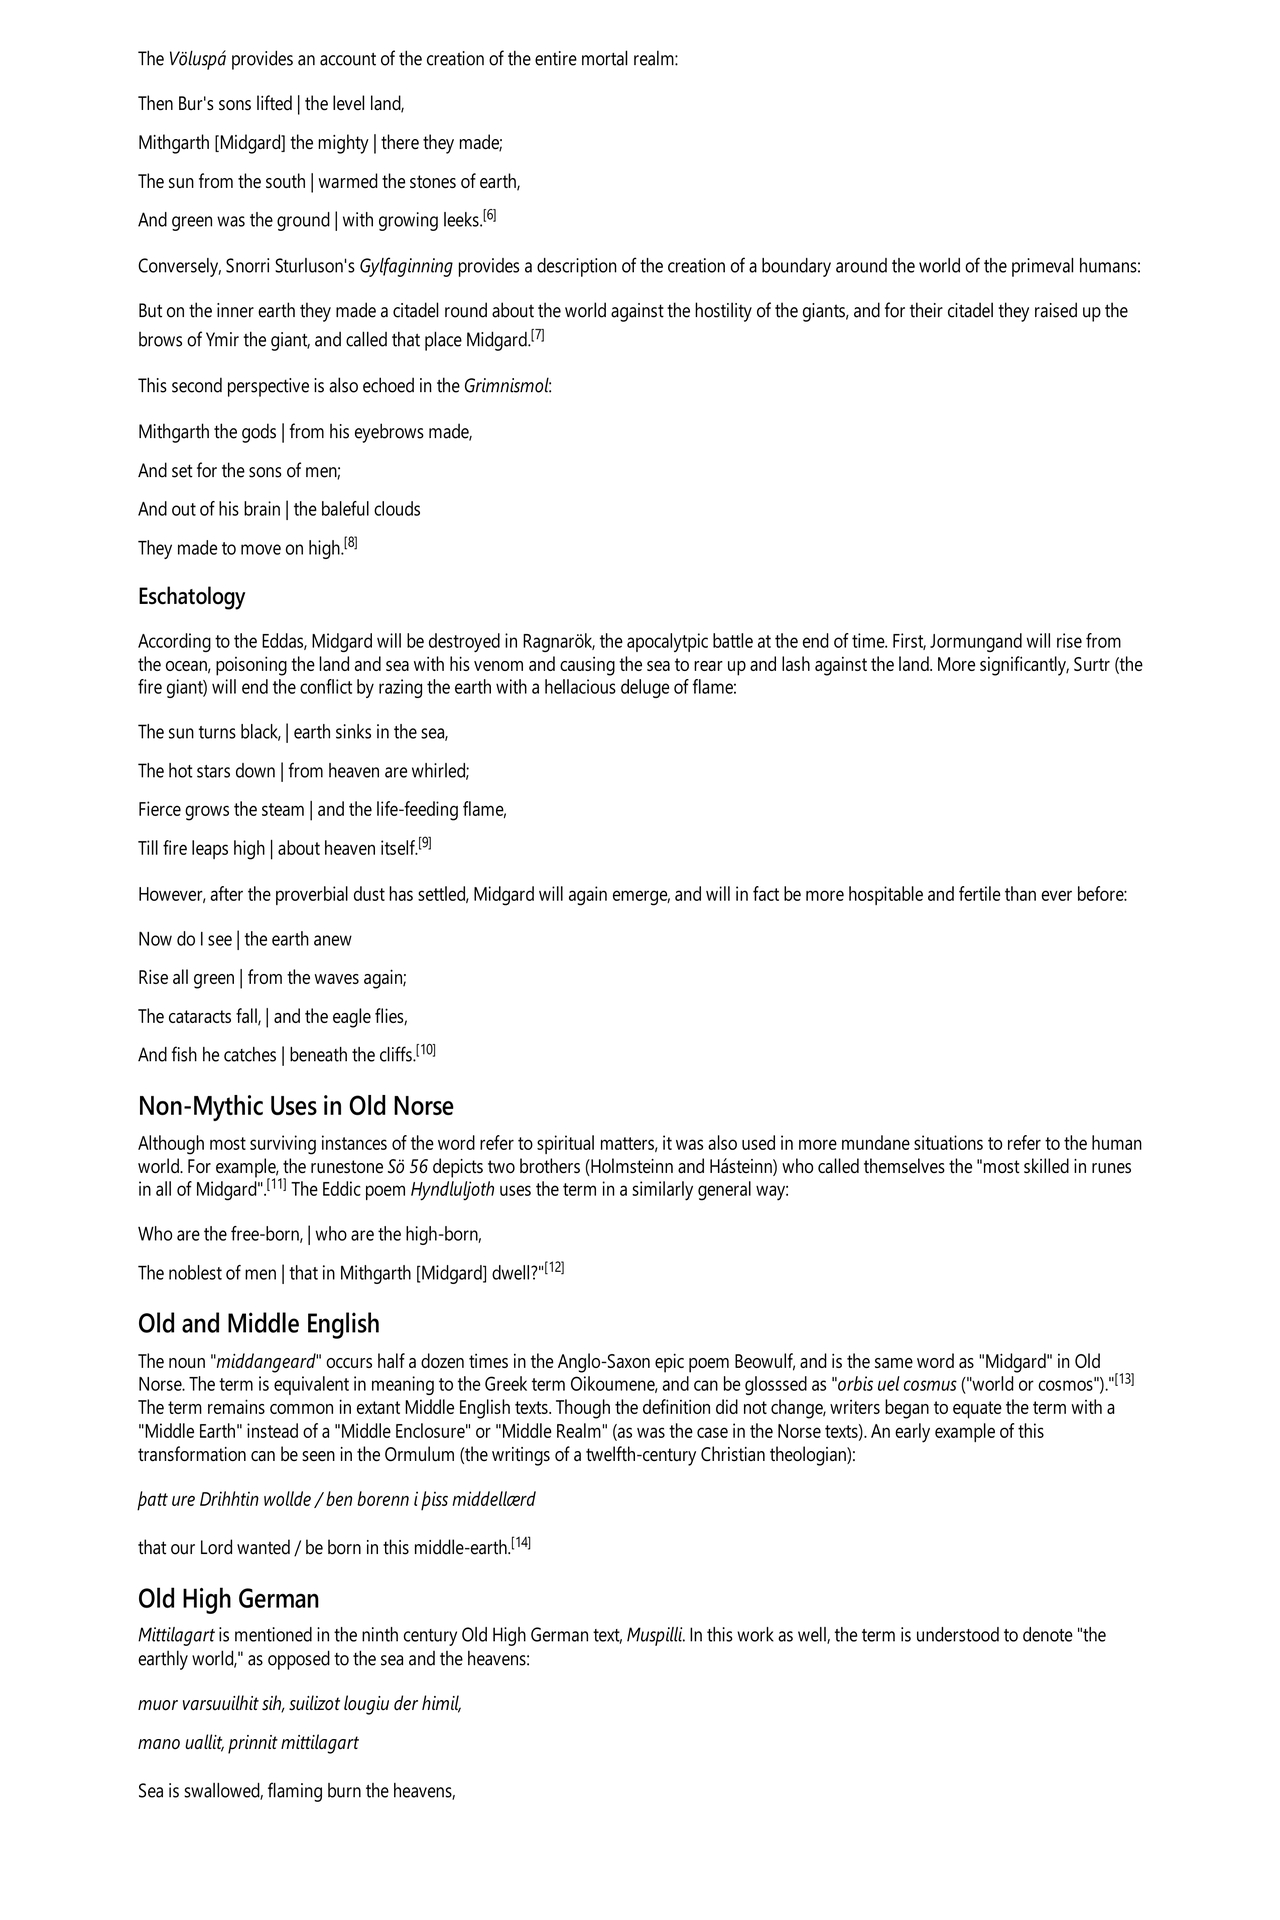 The Völuspá provides an account of the creation of the entire mortal realm:
Then Bur's sons lifted | the level land,
Mithgarth [Midgard] the mighty | there they made;
The sun from the south | warmed the stones of earth,
And green was the ground | with growing leeks.[6]
Conversely, Snorri Sturluson's Gylfaginning provides a description of the creation of a boundary around the world of the primeval humans:
But on the inner earth they made a citadel round about the world against the hostility of the giants, and for their citadel they raised up the
brows of Ymir the giant, and called that place Midgard.[7]
This second perspective is also echoed in the Grimnismol:
Mithgarth the gods | from his eyebrows made,
And set for the sons of men;
And out of his brain | the baleful clouds
They made to move on high.[8]
Eschatology
According to the Eddas, Midgard will be destroyed in Ragnarök, the apocalytpic battle at the end of time. First, Jormungand will rise from
the ocean, poisoning the land and sea with his venom and causing the sea to rear up and lash against the land. More significantly, Surtr (the
fire giant) will end the conflict by razing the earth with a hellacious deluge of flame:
The sun turns black, | earth sinks in the sea,
The hot stars down | from heaven are whirled;
Fierce grows the steam | and the life-feeding flame,
Till fire leaps high | about heaven itself.[9]
However, after the proverbial dust has settled, Midgard will again emerge, and will in fact be more hospitable and fertile than ever before:
Now do I see | the earth anew
Rise all green | from the waves again;
The cataracts fall, | and the eagle flies,
And fish he catches | beneath the cliffs.[10]
Non-Mythic Uses in Old Norse
Although most surviving instances of the word refer to spiritual matters, it was also used in more mundane situations to refer to the human
world. For example, the runestone Sö 56 depicts two brothers (Holmsteinn and Hásteinn) who called themselves the "most skilled in runes
in all of Midgard".[11] The Eddic poem Hyndluljoth uses the term in a similarly general way:
Who are the free-born, | who are the high-born,
The noblest of men | that in Mithgarth [Midgard] dwell?"[12]
Old and Middle English
The noun "middangeard" occurs half a dozen times in the Anglo-Saxon epic poem Beowulf, and is the same word as "Midgard" in Old
Norse. The term is equivalent in meaning to the Greek term Oikoumene, and can be glosssed as "orbis uel cosmus ("world or cosmos")."[13]
The term remains common in extant Middle English texts. Though the definition did not change, writers began to equate the term with a
"Middle Earth" instead of a "Middle Enclosure" or "Middle Realm" (as was the case in the Norse texts). An early example of this
transformation can be seen in the Ormulum (the writings of a twelfth-century Christian theologian):
þatt ure Drihhtin wollde / ben borenn i þiss middellærd
that our Lord wanted / be born in this middle-earth.[14]
Old High German
Mittilagart is mentioned in the ninth century Old High German text, Muspilli. In this work as well, the term is understood to denote "the
earthly world," as opposed to the sea and the heavens:
muor varsuuilhit sih, suilizot lougiu der himil,
mano uallit, prinnit mittilagart
Sea is swallowed, flaming burn the heavens,